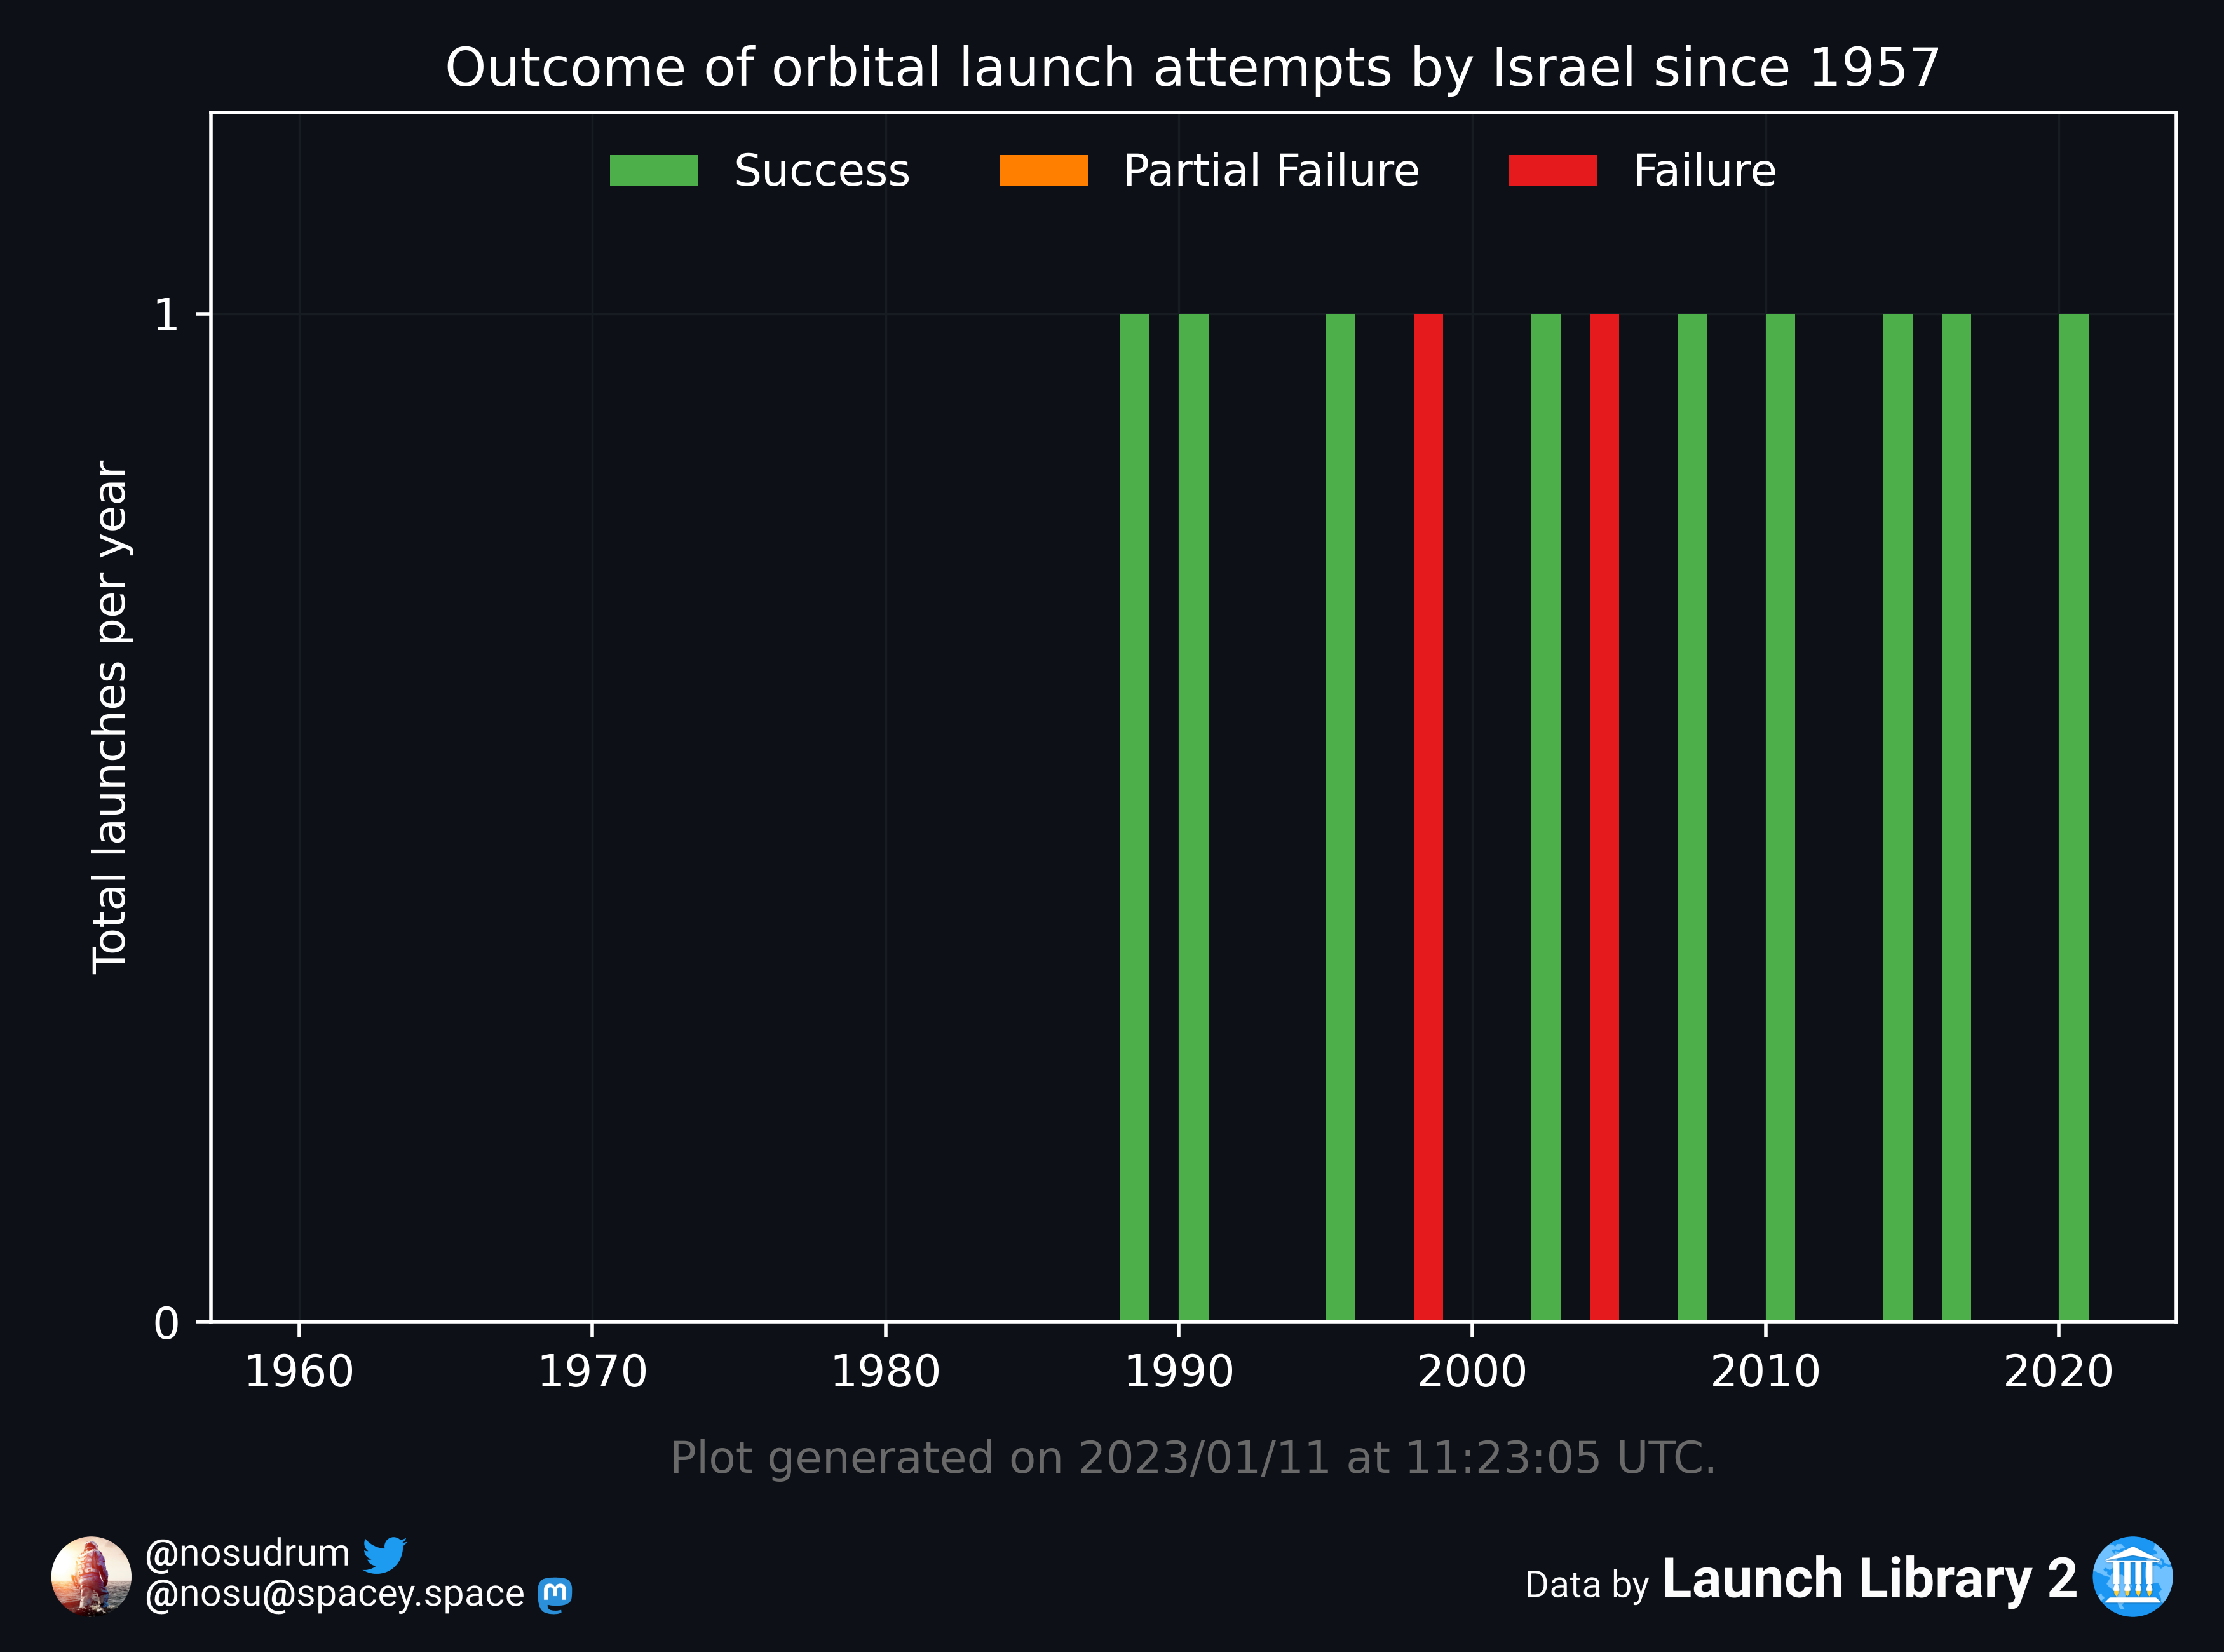 Outcome of orbital launch attempts by Israel since 1957
Success Partial Failure Failure
Total launches per year
1
0
1960 1970 1980 1990 2000 2010 2020
Plot generated on 2023/01/11 at 11:23:05 UTC.
@nosudrum
@nosu@spacey.space
Data by Launch Library 2